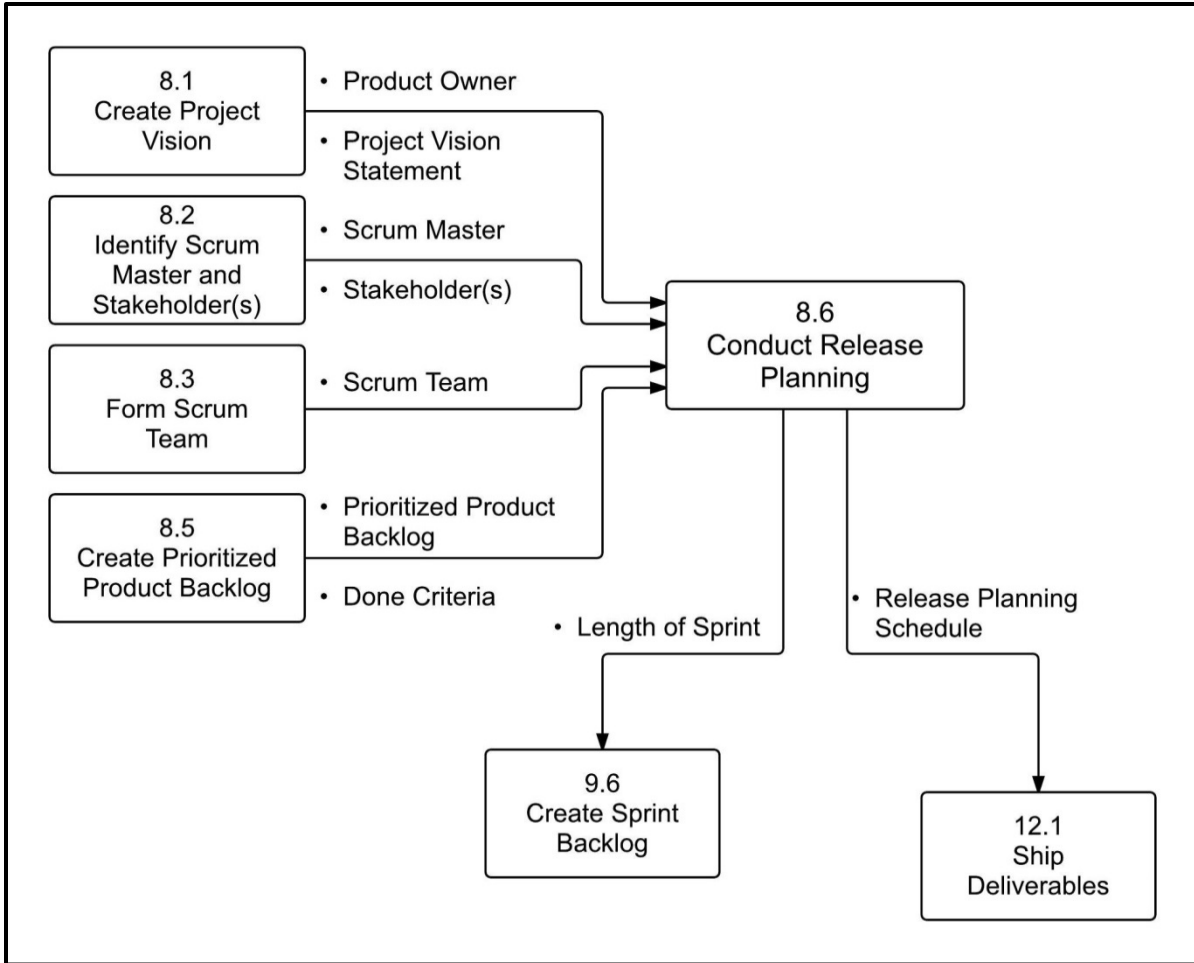 8.1
Create Project
Vision
• Product Owner
• Project Vision
Statement
8.2
Identify Scrum
Master and
Stakeholder(s)
• Scrum Master
• Stakeholder(s)
8.3
Form Scrum
Team
• Scrum Team
8.5
Create Prioritized
Product Backlog
• Prioritized Product
Backlog
• Done Criteria
8.6
Conduct Release
Planning
• Length of Sprint
• Release Planning
Schedule
9.6
Create Sprint
Backlog
12.1
Ship
Deliverables